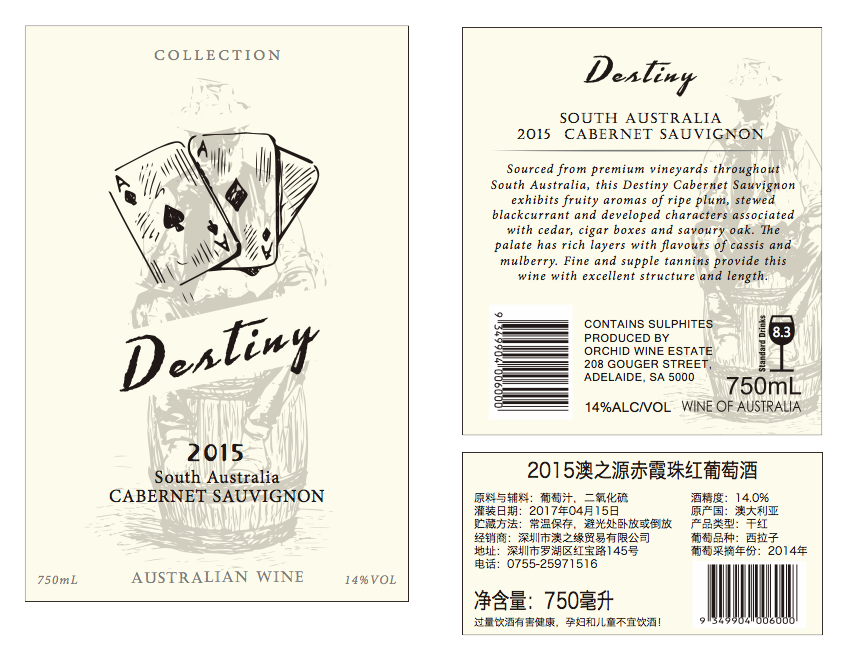 COLLECTION
A
A
A
A
Destiny
2015
South Australia
CABERNET SAUVIGNON
750mL
AUSTRALIAN WINE
14%VOL
Destiny
SOUTH AUSTRALIA
2015 CABERNET SAUVIGNON
Sourced from premium vineyards throughout
South Australia, this Destiny Cabernet Sauvignon
exhibits fruity aromas of ripe plum, stewed
blackcurrant and developed characters associated
with cedar, cigar boxes and savoury oak. The
palate has rich layers with flavours of cassis and
mulberry. Fine and supple tannins provide this
wine with excellent structure and length.
9 349904 006000
CONTAINS SULPHITES
PRODUCED BY
ORCHID WINE ESTATE
208 GOUGER STREET,
ADELAIDE, SA 5000
14%ALC/VOL
Standard Drinks
8.3
750mL
WINE OF AUSTRALIA
2015澳之源赤霞珠红葡萄酒
原料与辅料：葡萄汁，二氧化硫
灌装日期：2017年04月15日
贮藏方法：常温保存，避光处卧放或倒放
经销商：深圳市澳之缘贸易有限公司
地址：深圳市罗湖区红宝路145号
电话：0755-25971516
酒精度：14.0%
原产国：澳大利亚
产品类型：干红
葡萄品种：西拉子
葡萄采摘年份：2014年
净含量：750毫升
过量饮酒有害健康，孕妇和儿童不宜饮酒！
9 349904 006000